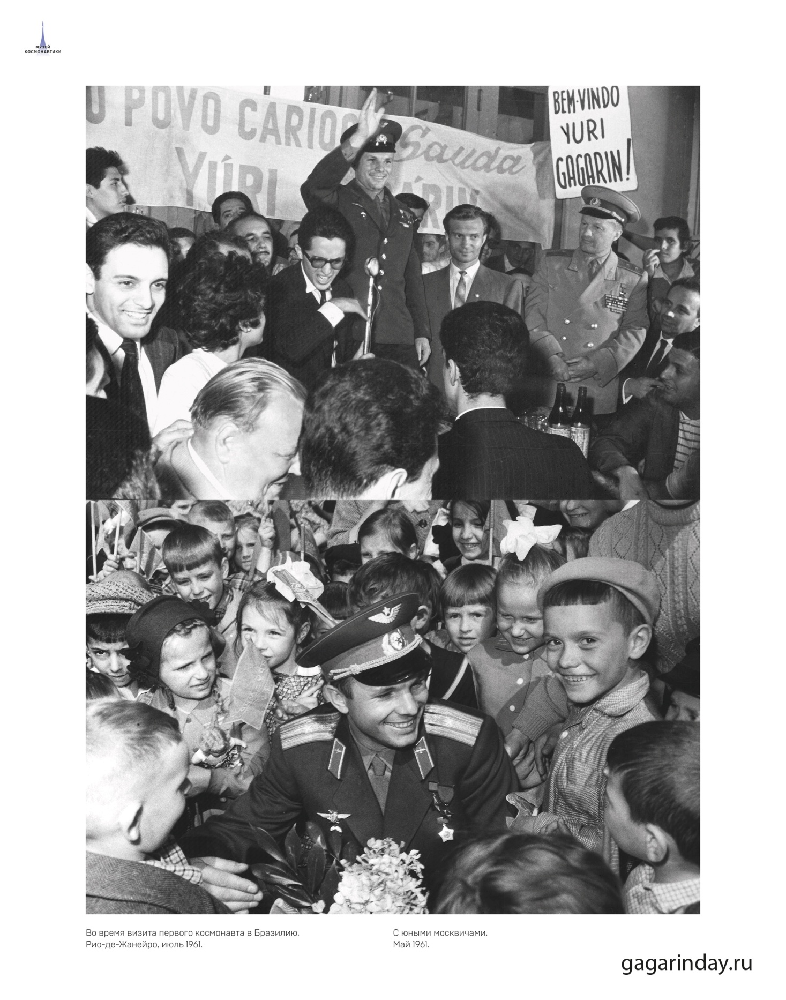 МУЗЕЙ
КОСМОНАВТИКИ
O POVO CARIOC
Sauda
YÚRI
ÁRIN
BEM-VINDO
YURI
GAGARIN!
Во время визита первого космонавта в Бразилию.
Рио-де-Жанейро, июль 1961.
С юными москвичами.
Май 1961.
gagarinday.ru